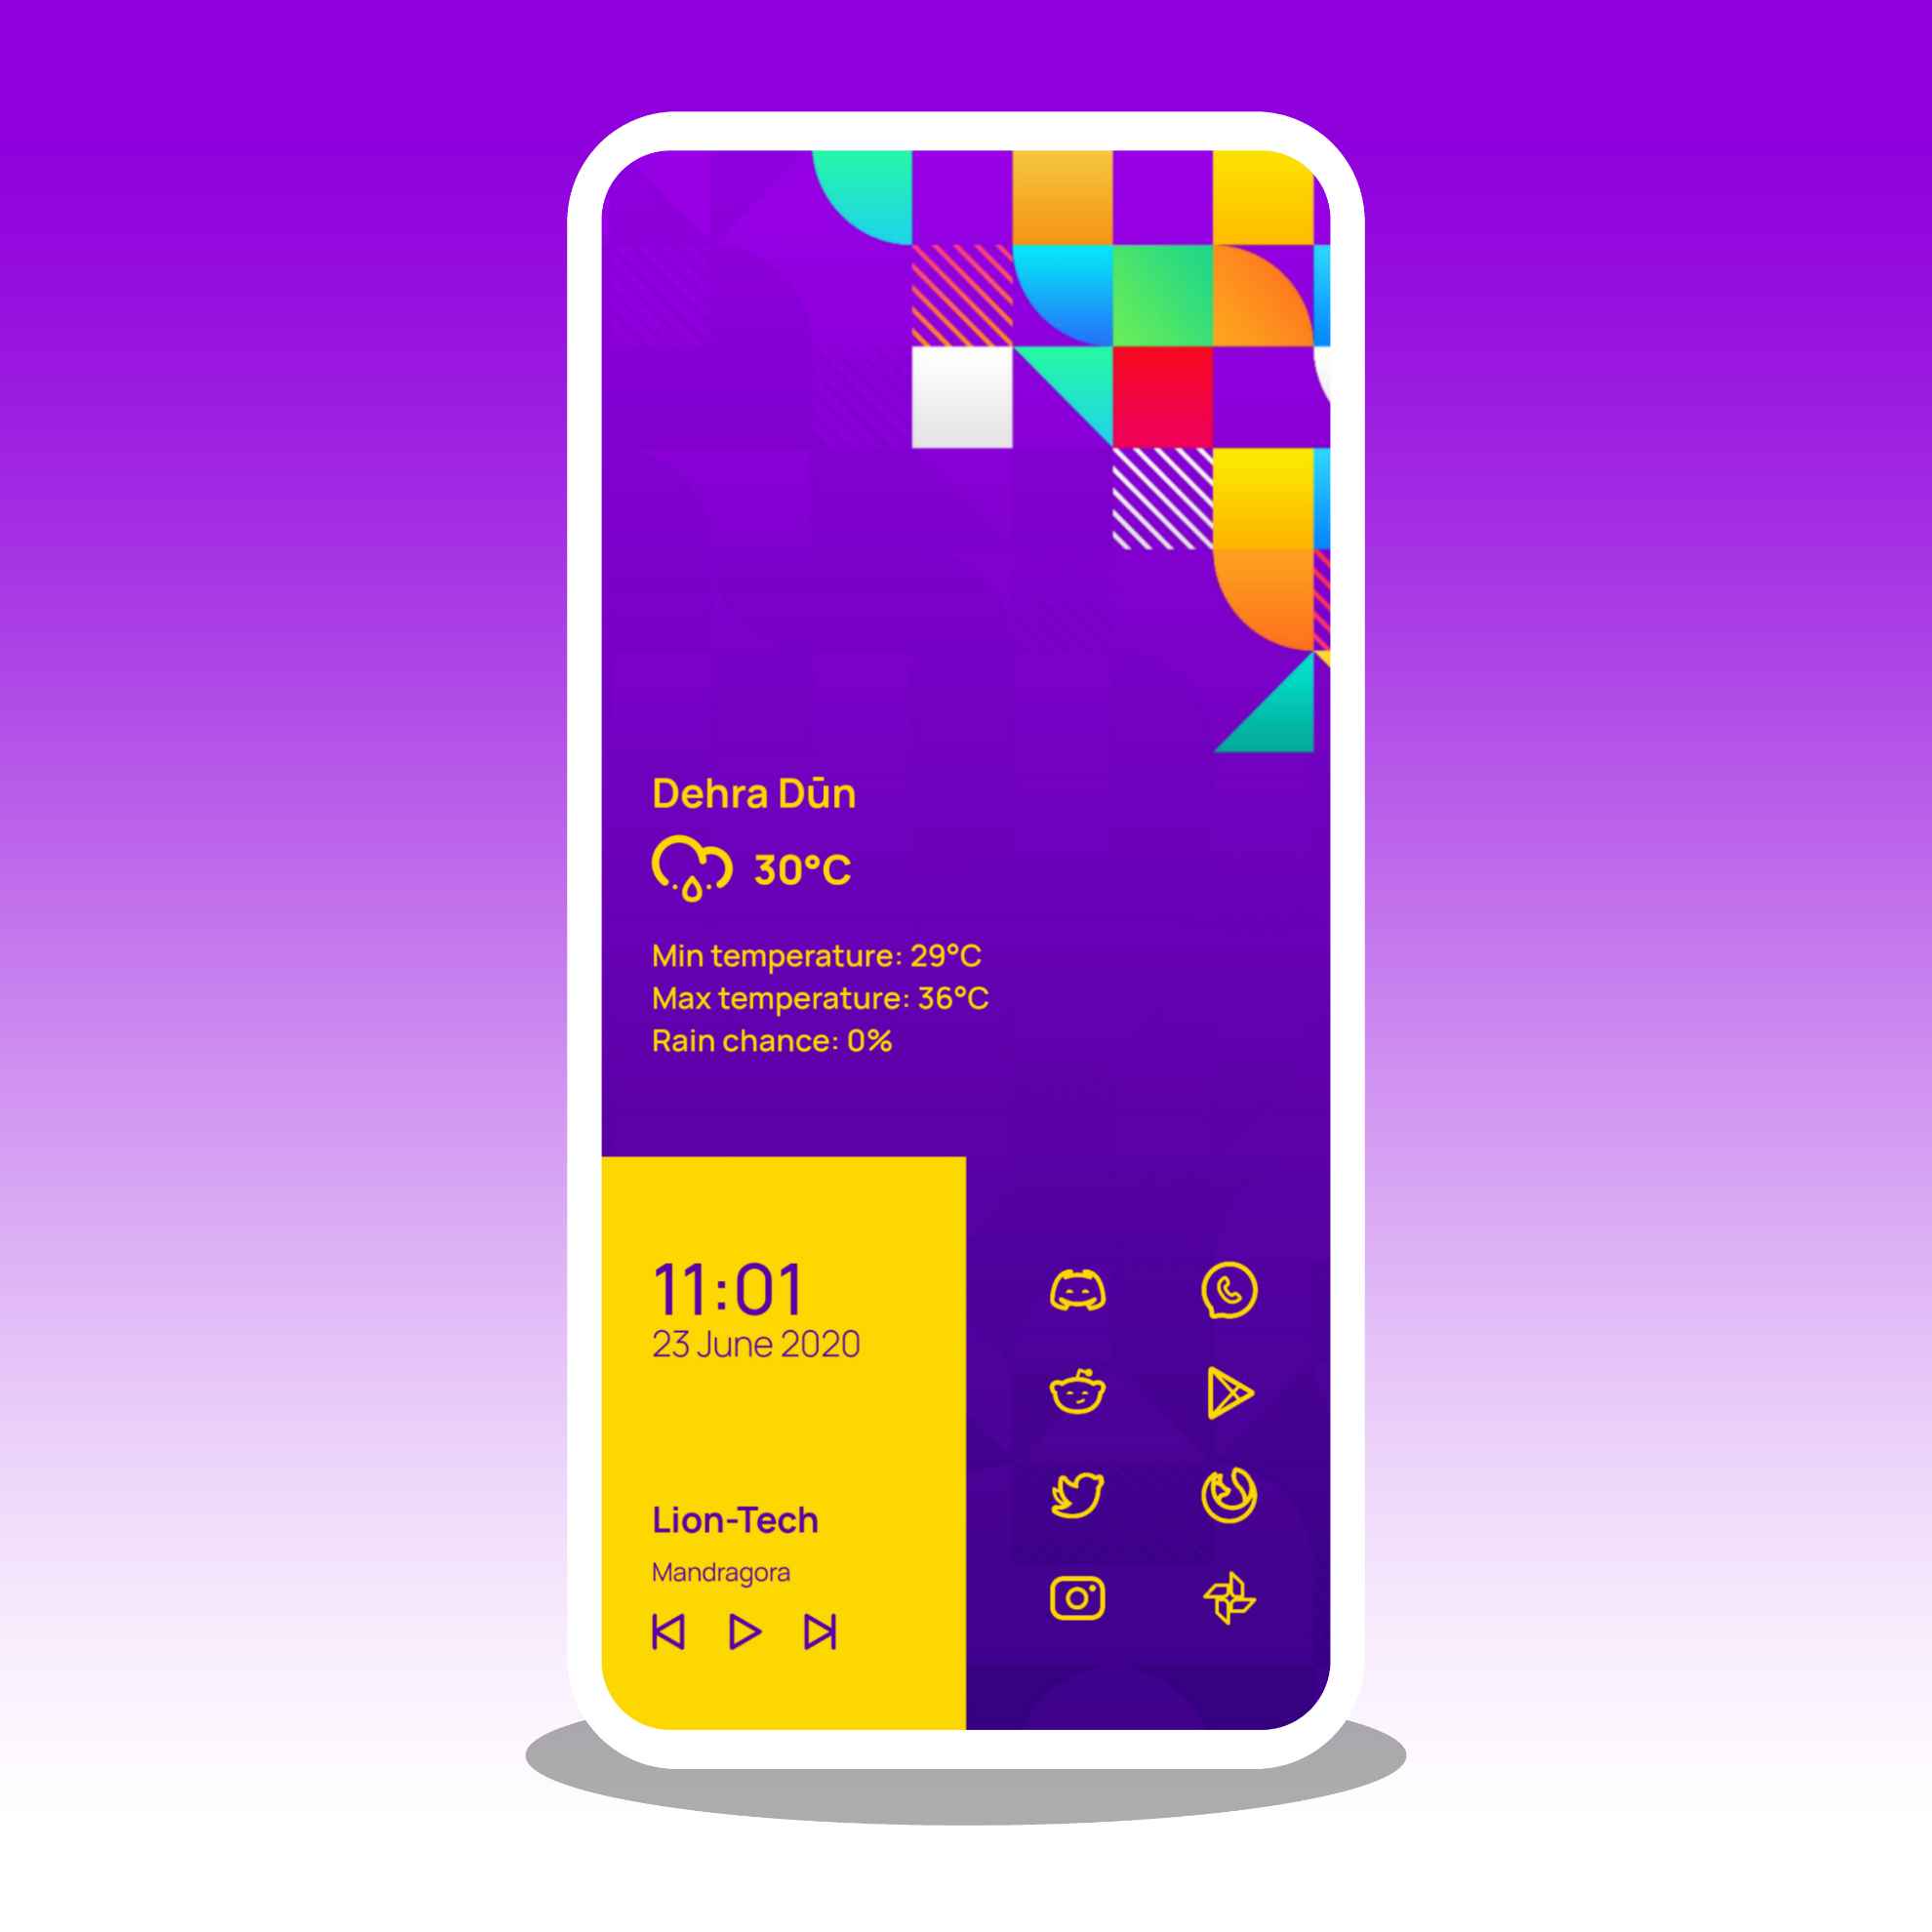 Dehra Dūn
30°C
Min temperature: 29°C
Max temperature: 36°C
Rain chance: 0%
11:01
23 June 2020
Lion-Tech
Mandragora